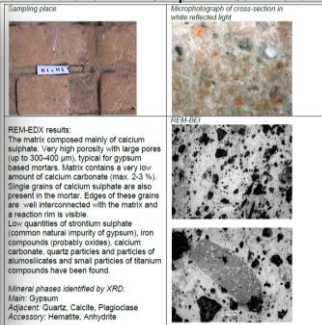 Sampling place
Microphotograph of cross-section in
white reflected light
REM-BEI
REM-EDX results:
The matrix composed mainly of calcium
sulphate. Very high porosity with large pores
(up to 300-400 µm), typical for gypsum
based mortars. Matrix contains a very low
amount of calcium carbonate (max. 2-3 %).
Single grains of calcium sulphate are also
present in the mortar. Edges of these grains
are well interconnected with the matrix and
a reaction rim is visible.
Low quantities of strontium sulphate
(common natural impurity of gypsum), iron
compounds (probably oxides), calcium
carbonate, quartz particles and particles of
alumosilicates and small particles of titanium
compounds have been found.
Mineral phases identified by XRD:
Main: Gypsum
Adjacent: Quartz, Calcite, Plagioclase
Accessory: Hematite, Anhydrite